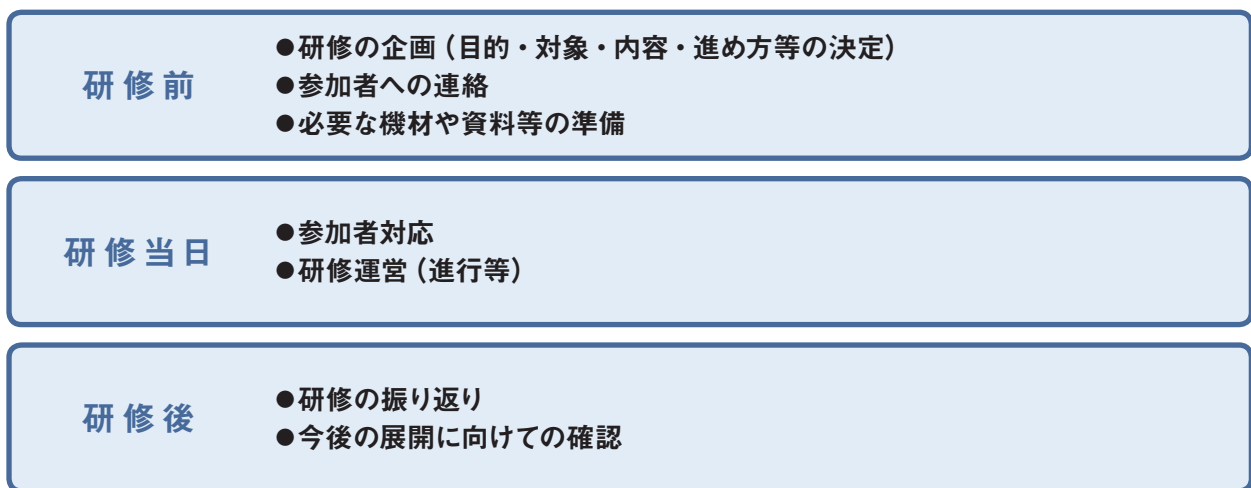 研修前
●研修の企画（目的・対象・内容・進め方等の決定）
●参加者への連絡
●必要な機材や資料等の準備
研修当日
●参加者対応
●研修運営（進行等）
研修後
●研修の振り返り
●今後の展開に向けての確認